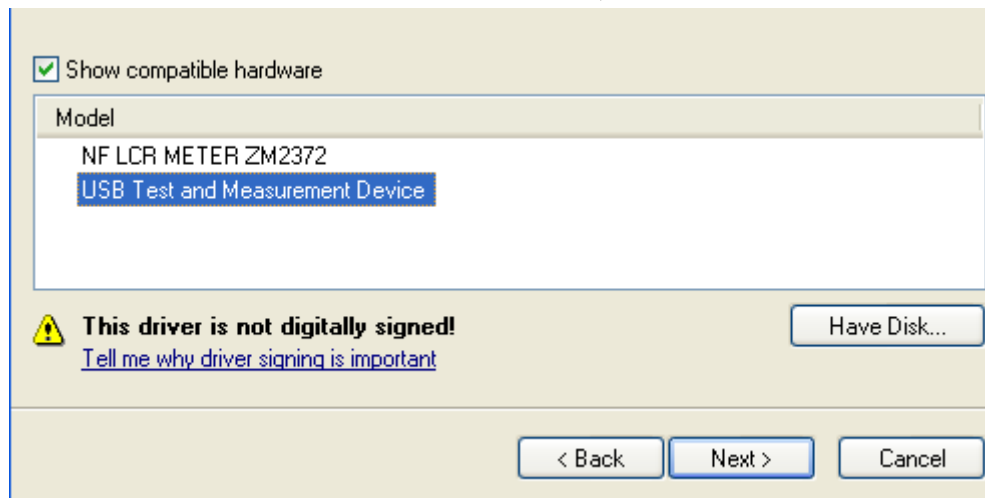 Show compatible hardware
Model
NF LCR METER ZM2372
USB Test and Measurement Device
This driver is not digitally signed!
Have Disk...
Tell me why driver signing is important
< Back
Next >
Cancel